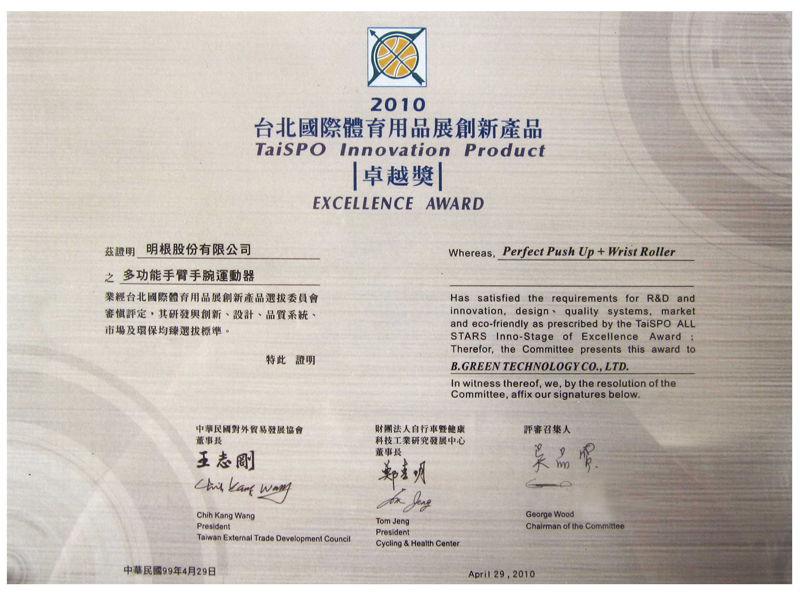 2010
台北國際體育用品展創新產品
TaiSPO Innovation Product
卓越獎
EXCELLENCE AWARD
茲證明 明根股份有限公司
之 多功能手臂手腕運動器
業經台北國際體育用品展創新產品選拔委員會
審慎評定，其研發與創新、設計、品質系統、
市場及環保均臻選拔標準。
特此 證明
Whereas, Perfect Push Up + Wrist Roller
Has satisfied the requirements for R&D and
innovation, design、quality systems, market
and eco-friendly as prescribed by the TaiSPO ALL
STARS Inno-Stage of Excellence Award ;
Therefor, the Committee presents this award to
B.GREEN TECHNOLOGY CO., LTD.
In witness thereof, we, by the resolution of the
Committee, affix our signatures below.
中華民國對外貿易發展協會
董事長
王志剛
Chih Kang Wang
Chih Kang Wang
President
Taiwan External Trade Development Council
財團法人自行車暨健康
科技工業研究發展中心
董事長
Tom Jeng
Tom Jeng
President
Cycling & Health Center
評審召集人
George Wood
Chairman of the Committee
中華民國99年4月29日
April 29 , 2010